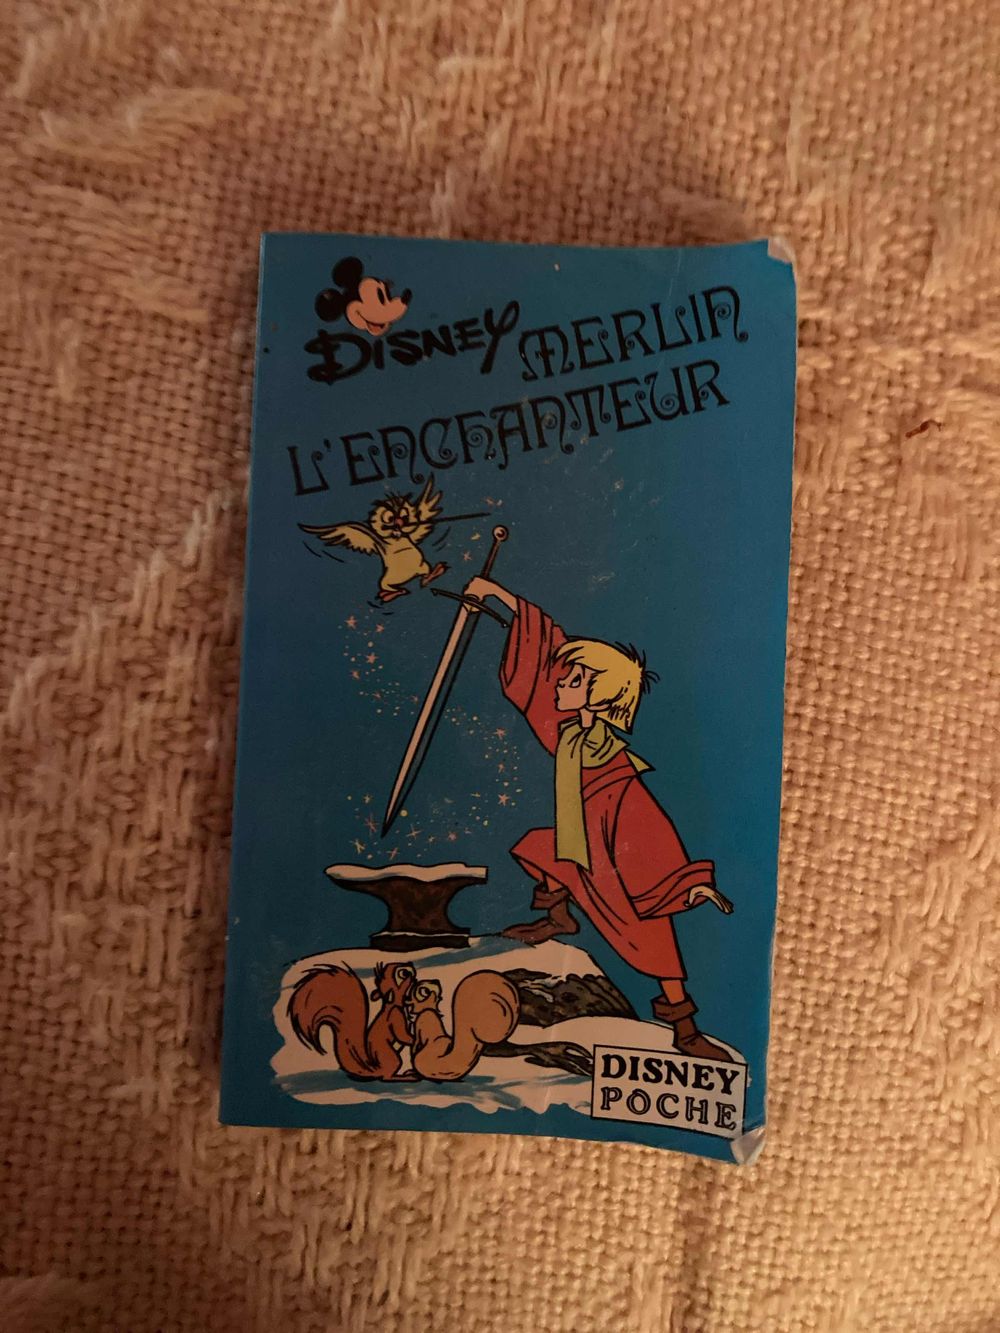 DISNEY MERLIN
L'ENCHANTEUR
DISNEY
POCHE